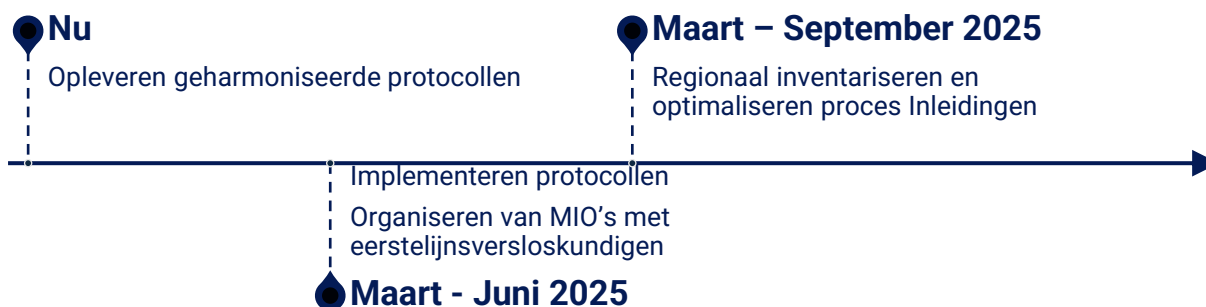 Nu
Opleveren geharmoniseerde protocollen
Maart – September 2025
Regionaal inventariseren en
optimaliseren proces Inleidingen
Implementeren protocollen
Organiseren van MIO's met
eerstelijnsversloskundigen
Maart - Juni 2025